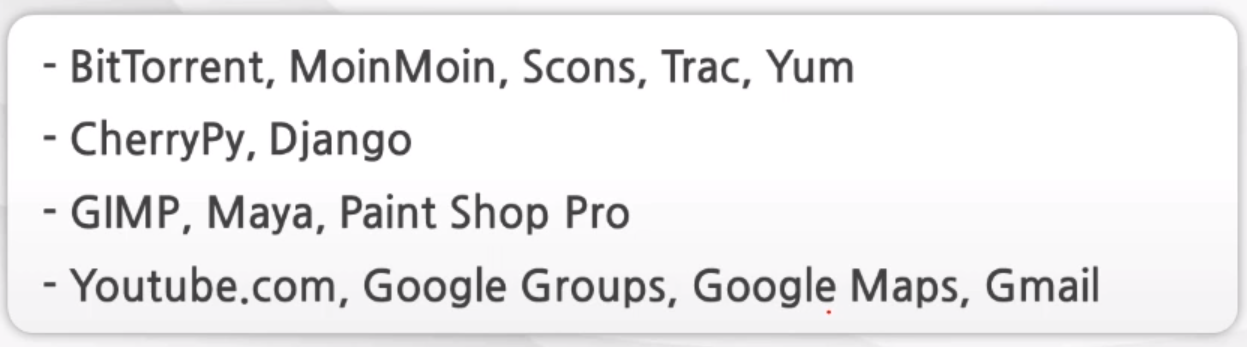 - BitTorrent, MoinMoin, Scons, Trac, Yum
- CherryPy, Django
- GIMP, Maya, Paint Shop Pro
- Youtube.com, Google Groups, Google Maps, Gmail